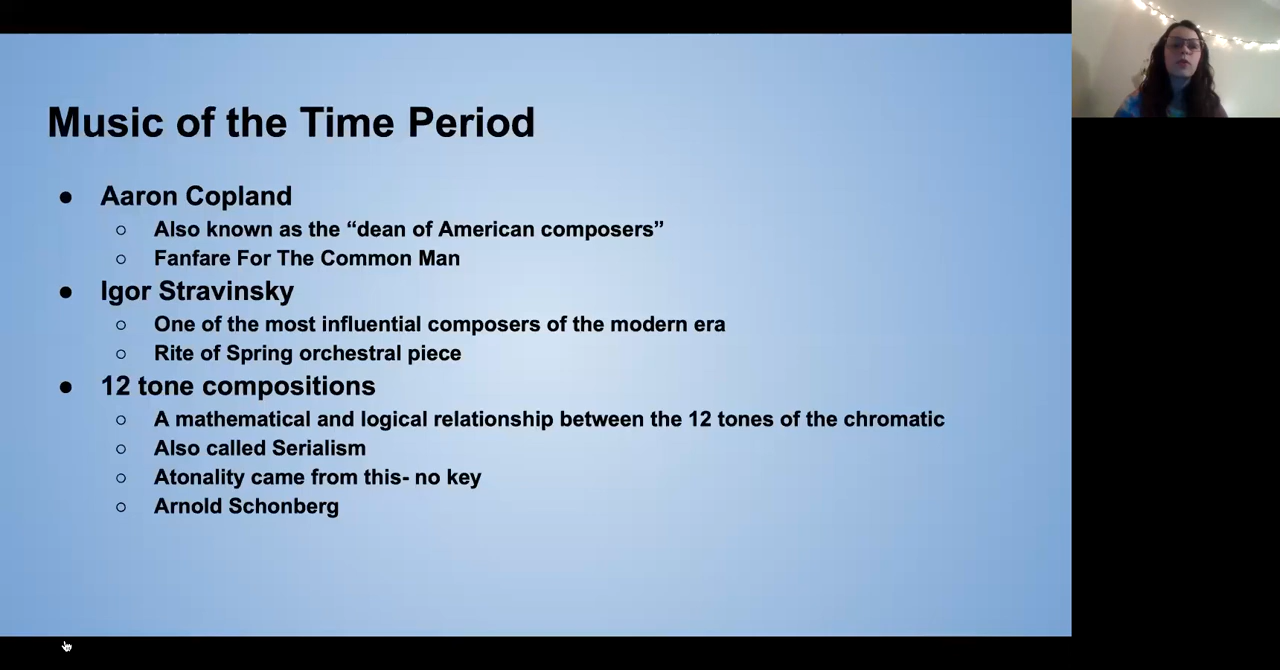 Music of the Time Period
● Aaron Copland
○ Also known as the “dean of American composers”
○ Fanfare For The Common Man
● Igor Stravinsky
○ One of the most influential composers of the modern era
○ Rite of Spring orchestral piece
● 12 tone compositions
○ A mathematical and logical relationship between the 12 tones of the chromatic
○ Also called Serialism
○ Atonality came from this- no key
○ Arnold Schonberg